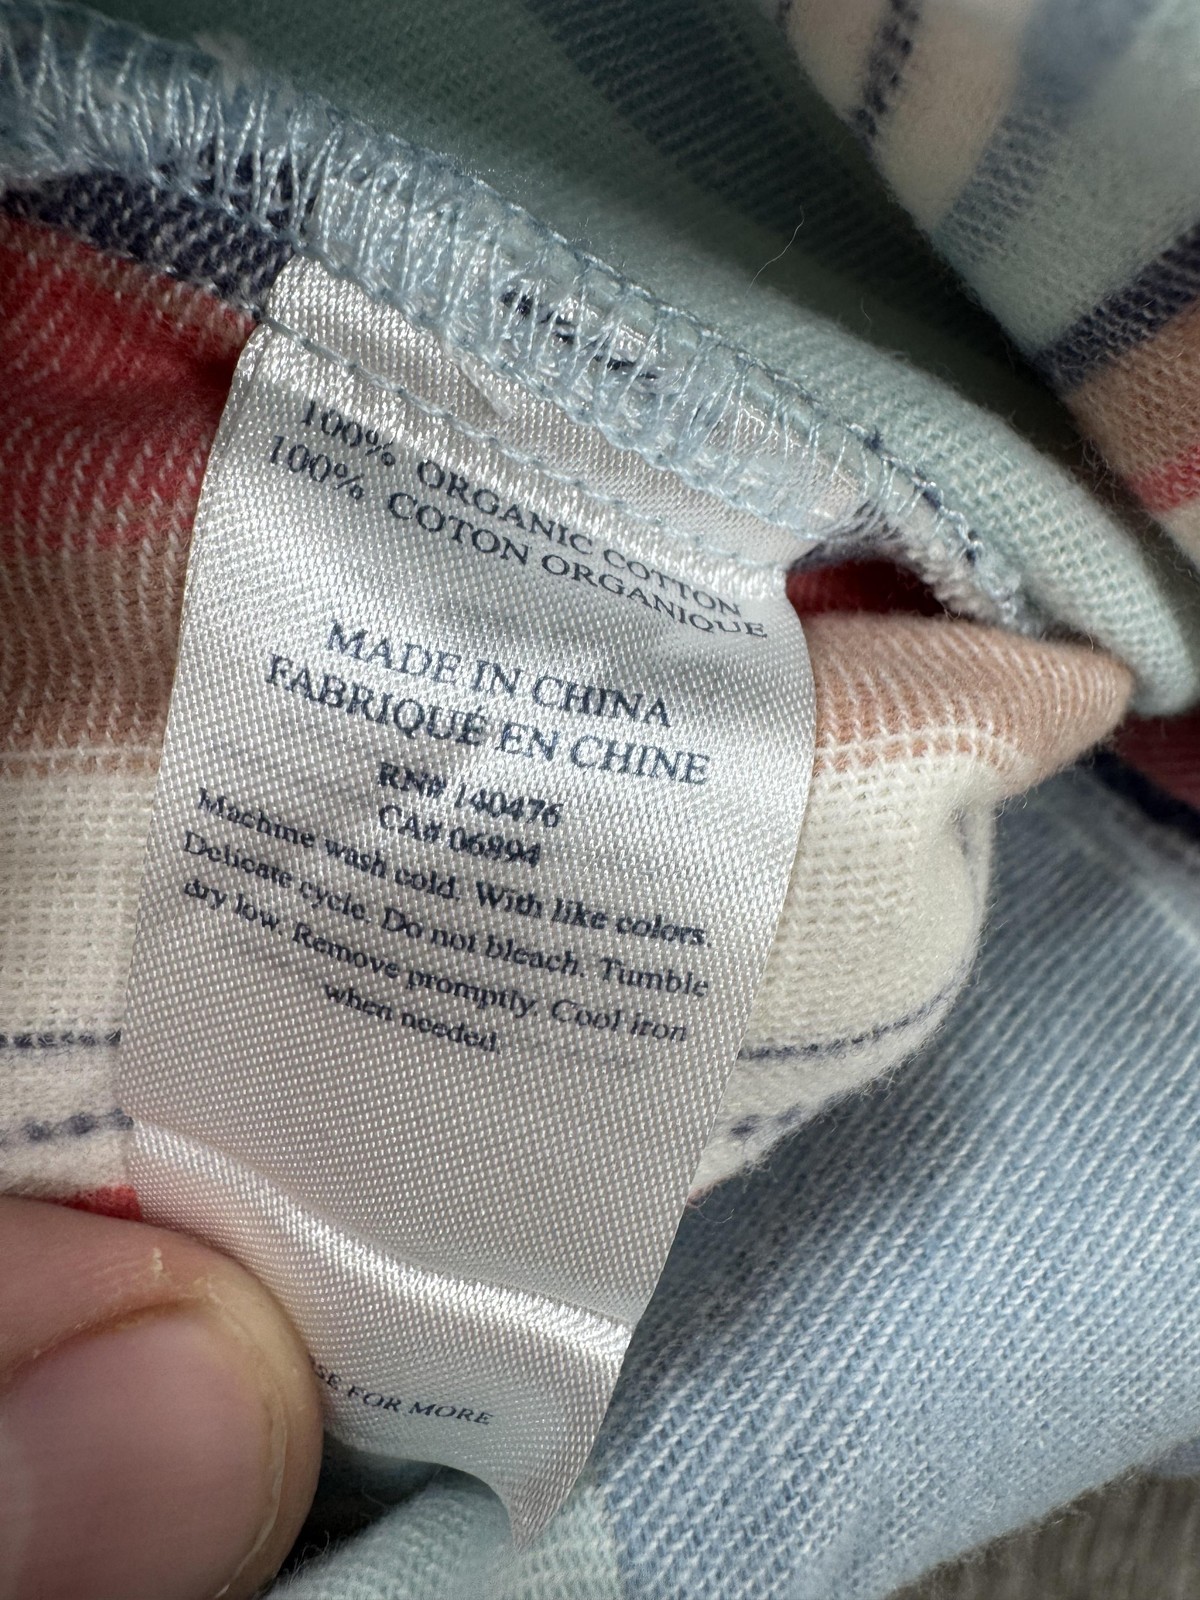 100% ORGANIC COTTON
100% COTON ORGANIQUE
MADE IN CHINA
FABRIQUÉ EN CHINE
RN# 140476
CA# 06894
Machine wash cold. With like colors.
Delicate cycle. Do not bleach. Tumble
dry low. Remove promptly. Cool iron
when needed.
FOR MORE